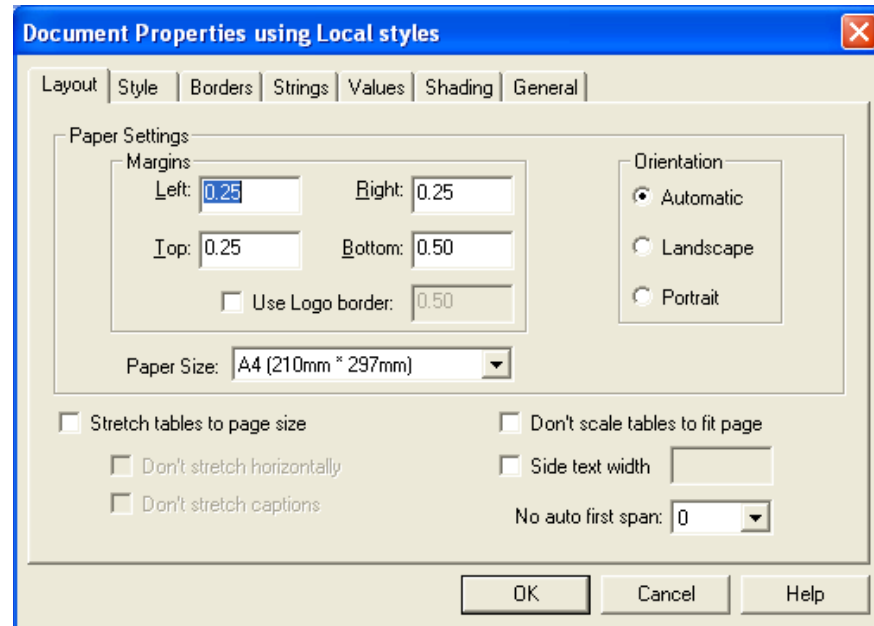 Document Properties using Local styles
Layout Style Borders Strings Values Shading General
Paper Settings
Margins
Orientation
Left: 0.25 Right: 0.25
Automatic
Top: 0.25 Bottom: 0.50
Landscape
Use Logo border: 0.50
Portrait
Paper Size: A4 (210mm * 297mm)
Stretch tables to page size
Don't scale tables to fit page
Don't stretch horizontally
Side text width
Don't stretch captions
No auto first span: 0
OK Cancel Help